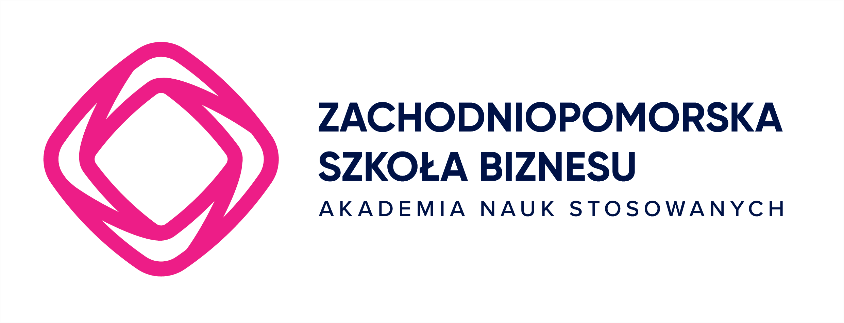 ZACHODNIOPOMORSKA
SZKOŁA BIZNESU
AKADEMIA NAUK STOSOWANYCH